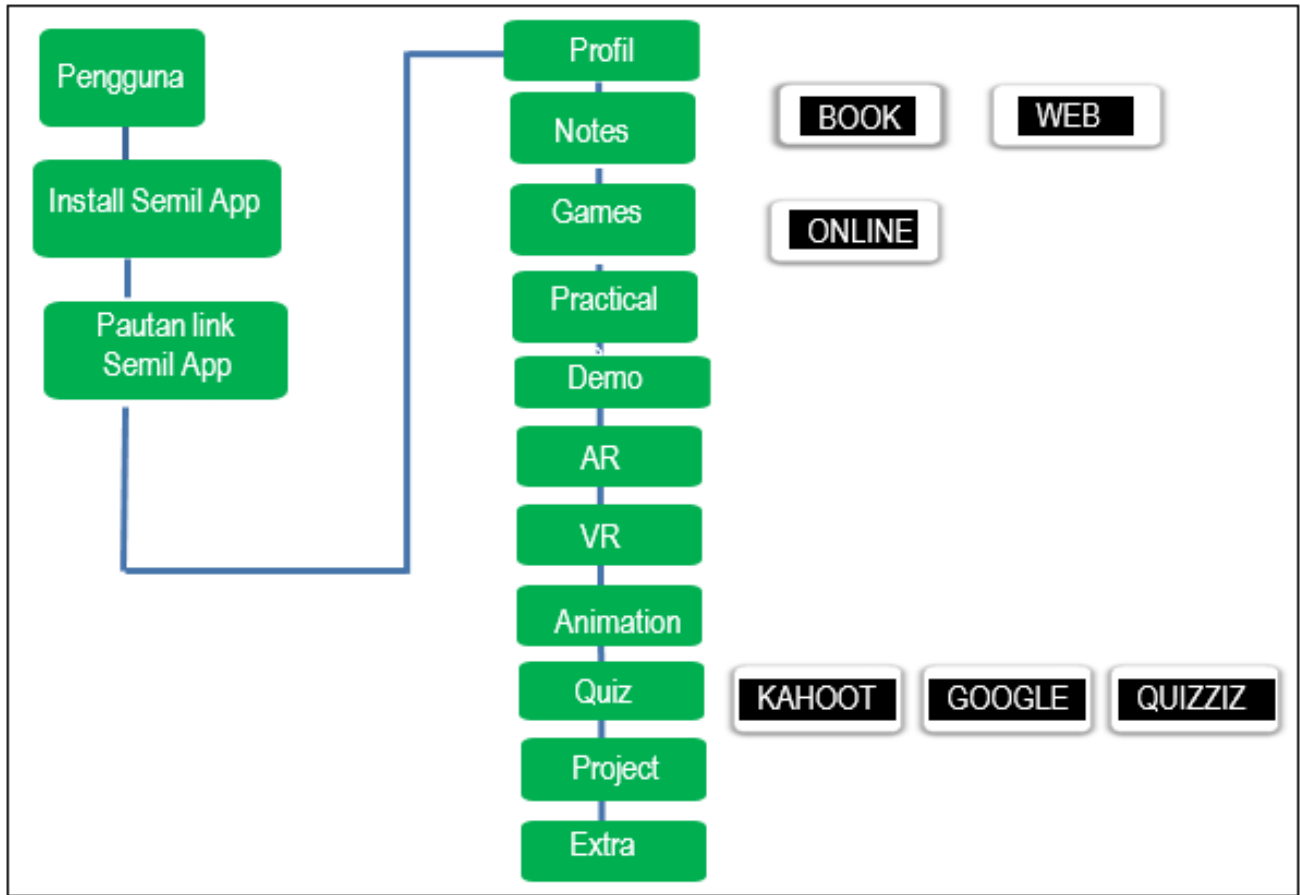 Pengguna
Install Semil App
Pautan link
Semil App
Profil
Notes
BOOK
WEB
Games
ONLINE
Practical
Demo
AR
VR
Animation
Quiz
KAHOOT
GOOGLE
QUIZZIZ
Project
Extra